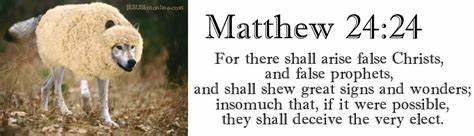 Matthew 24:24
For there shall arise false Christs,
and false prophets,
and shall shew great signs and wonders;
insomuch that, if it were possible,
they shall deceive the very elect.